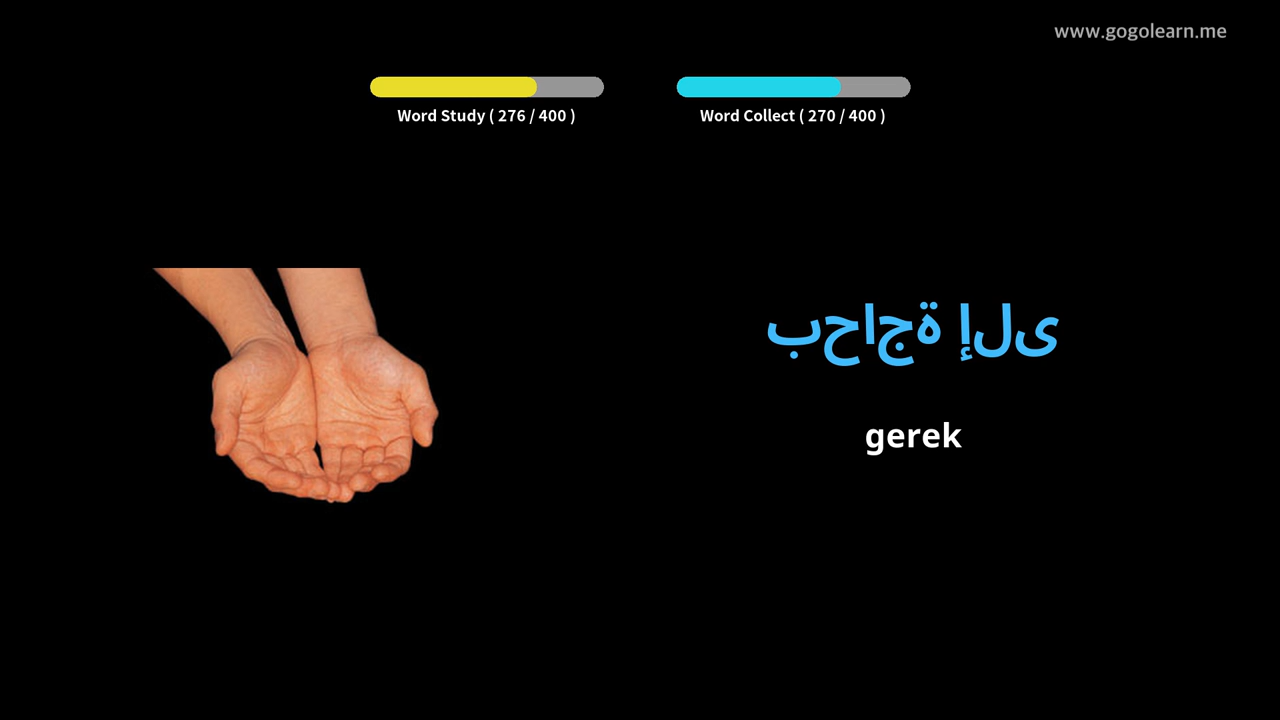 www.gogolearn.me
Word Study ( 276 / 400 )
Word Collect ( 270 / 400 )
بحاجة إلى
gerek